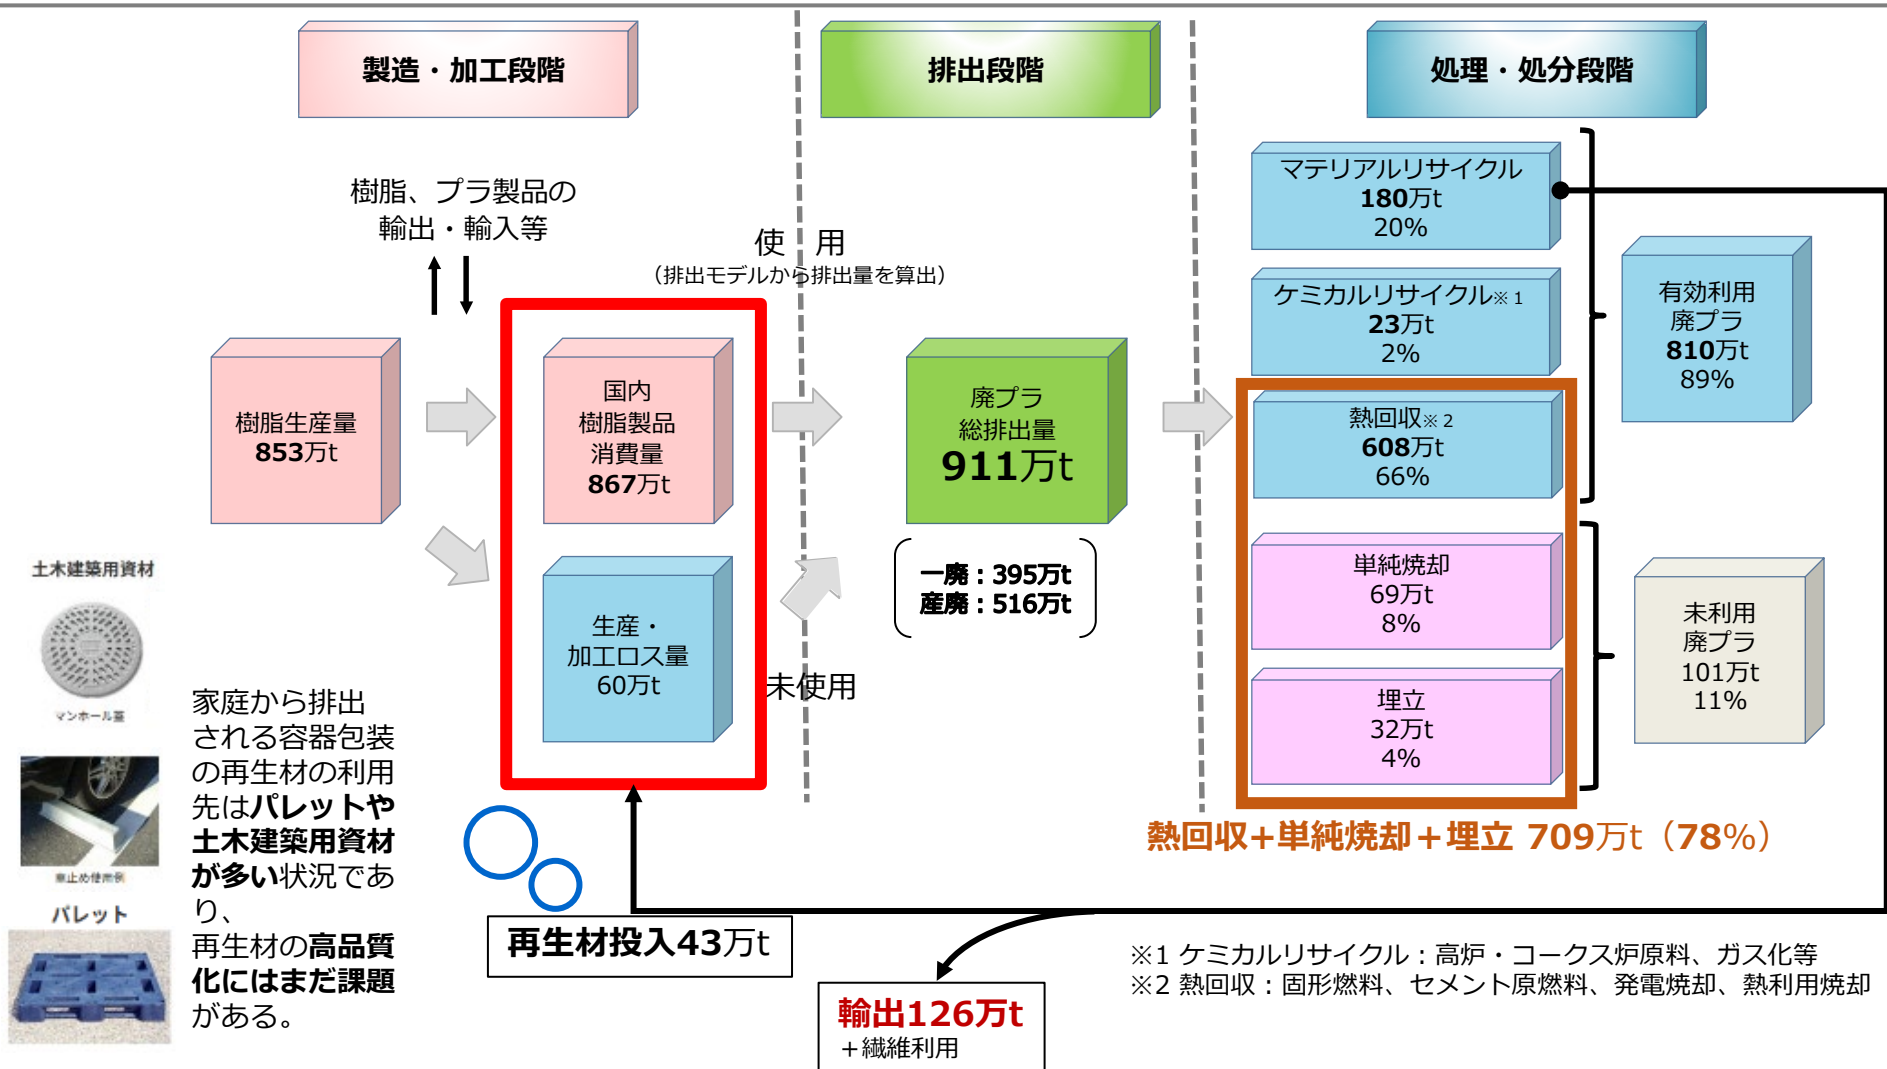 製造・加工段階
排出段階
処理・処分段階
樹脂、プラ製品の
輸出・輸入等
使　用
（排出モデルから排出量を算出）
樹脂生産量
853万t
国内
樹脂製品
消費量
867万t
生産・
加工ロス量
60万t
未使用
廃プラ
総排出量
911万t
一廃：395万t
産廃：516万t
マテリアルリサイクル
180万t
20%
ケミカルリサイクル※1
23万t
2%
熱回収※2
608万t
66%
単純焼却
69万t
8%
埋立
32万t
4%
有効利用
廃プラ
810万t
89%
未利用
廃プラ
101万t
11%
熱回収+単純焼却＋埋立 709万t（78%）
土木建築用資材
マンホール蓋
車止め使用例
パレット
家庭から排出
される容器包装
の再生材の利用
先はパレットや
土木建築用資材
が多い状況であ
り、
再生材の高品質
化にはまだ課題
がある。
再生材投入43万t
輸出126万t
＋繊維利用
※1 ケミカルリサイクル：高炉・コークス炉原料、ガス化等
※2 熱回収：固形燃料、セメント原燃料、発電焼却、熱利用焼却